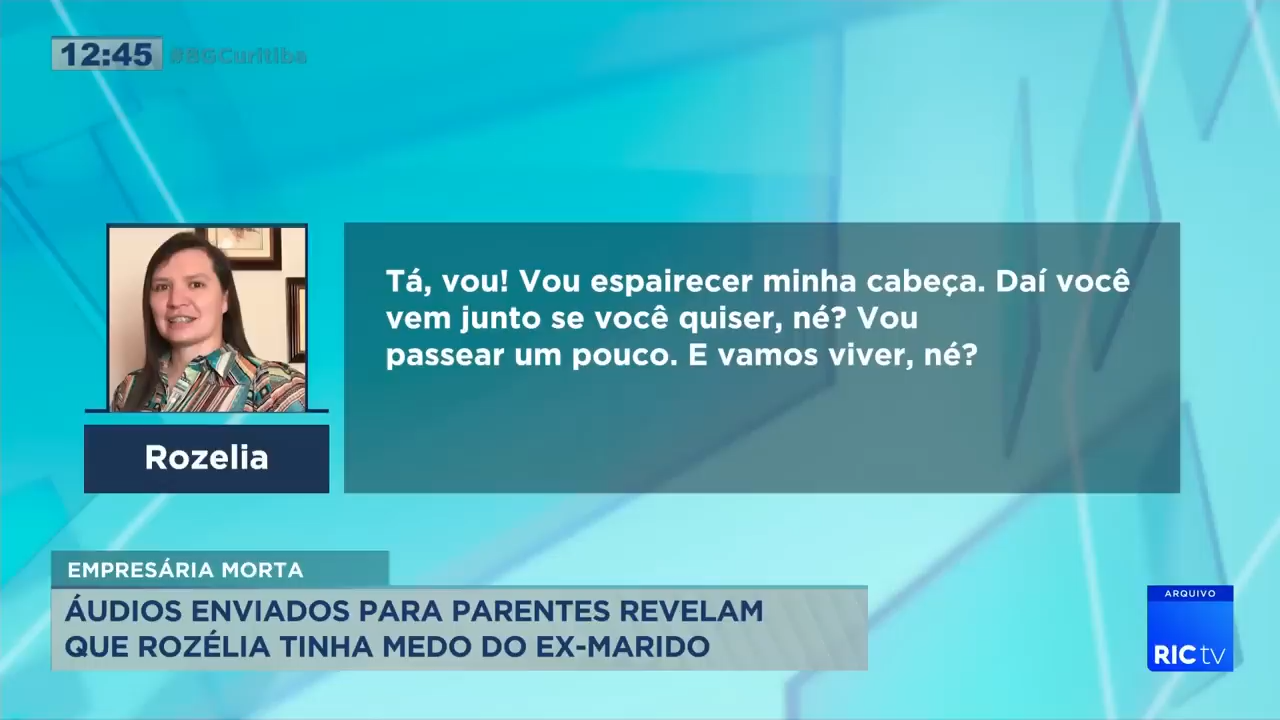 12:45 #BGCuritiba
Tá, vou! Vou espairecer minha cabeça. Daí você
vem junto se você quiser, né? Vou
passear um pouco. E vamos viver, né?
Rozelia
EMPRESÁRIA MORTA
ÁUDIOS ENVIADOS PARA PARENTES REVELAM
QUE ROZÉLIA TINHA MEDO DO EX-MARIDO
ARQUIVO
RIC tv